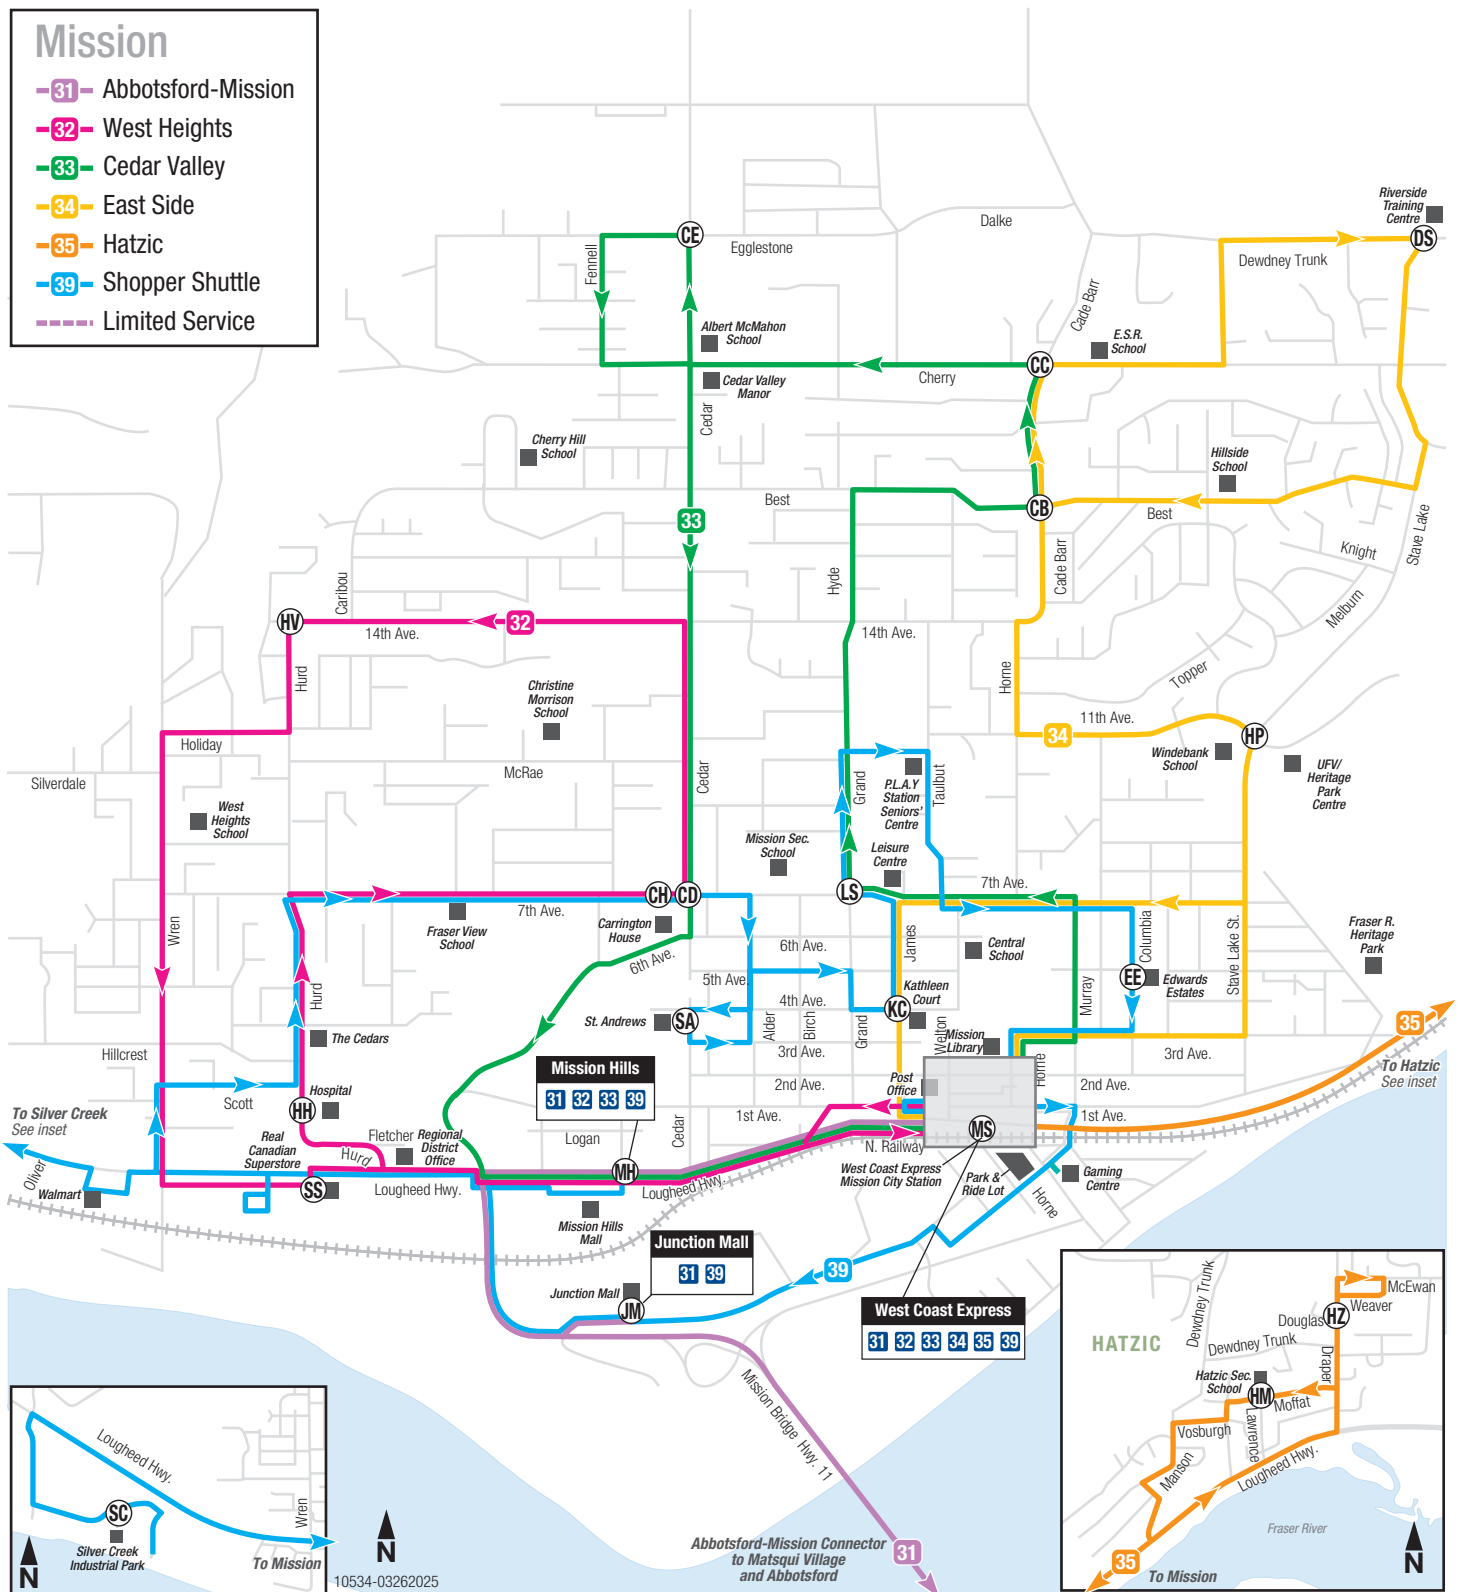 Mission
31 Abbotsford-Mission
32 West Heights
33 Cedar Valley
34 East Side
35 Hatzic
39 Shopper Shuttle
Limited Service
Riverside
Training
Centre
DS
Dalke
CE
Egglestone
Fennell
Dewdney Trunk
Cade Barr
Albert McMahon
School
E.S.R.
School
CC
Cherry
Cedar Valley
Manor
Cedar
Cherry Hill
School
Hillside
School
Best
CB
Best
33
Stave Lake
Knight
Cade Barr
Hyde
Caribou
Melburn
HV
32
14th Ave.
14th Ave.
Hurd
Horne
Topper
Christine
Morrison
School
11th Ave.
34
HP
Holiday
Windebank
School
UFV/
Heritage
Park
Centre
McRae
Silverdale
Cedar
Grand
P.L.A.Y
Station
Seniors'
Centre
Taulbut
West
Heights
School
Mission Sec.
School
Leisure
Centre
7th Ave.
CH
CD
LS
7th Ave.
Fraser View
School
Carrington
House
Wren
6th Ave.
6th Ave.
James
Central
School
Columbia
Stave Lake St.
Fraser R.
Heritage
Park
5th Ave.
Hurd
4th Ave.
Kathleen
Court
KC
EE
Edwards
Estates
Murray
St. Andrews
SA
Alder
Birch
Grand
Welton
Mission
Library
35
The Cedars
Hillcrest
3rd Ave.
3rd Ave.
Horne
To Hatzic
See inset
Mission Hills
31 32 33 39
2nd Ave.
Post
Office
2nd Ave.
Scott
Hospital
HH
To Silver Creek
See inset
1st Ave.
1st Ave.
Cedar
Logan
MS
N. Railway
Real
Canadian
Superstore
Fletcher
Hurd
Regional
District
Office
MH
West Coast Express
Mission City Station
Park &
Ride Lot
Gaming
Centre
Oliver
Walmart
SS
Lougheed Hwy.
Lougheed Hwy.
Horne
Mission Hills
Mall
Junction Mall
31 39
39
Junction Mall
JM
West Coast Express
31 32 33 34 35 39
McEwan
Weaver
Douglas
HZ
Dewdney Trunk
HATZIC
Dewdney Trunk
Draper
Hatzic Sec.
School
HM
Moffat
Vosburgh
Lawrence
Manson
Lougheed Hwy.
Fraser River
35
To Mission
N
Mission Bridge Hwy. 11
Lougheed Hwy.
Wren
SC
Silver Creek
Industrial Park
To Mission
N
N
10534-03262025
Abbotsford-Mission Connector
to Matsqui Village
and Abbotsford
31